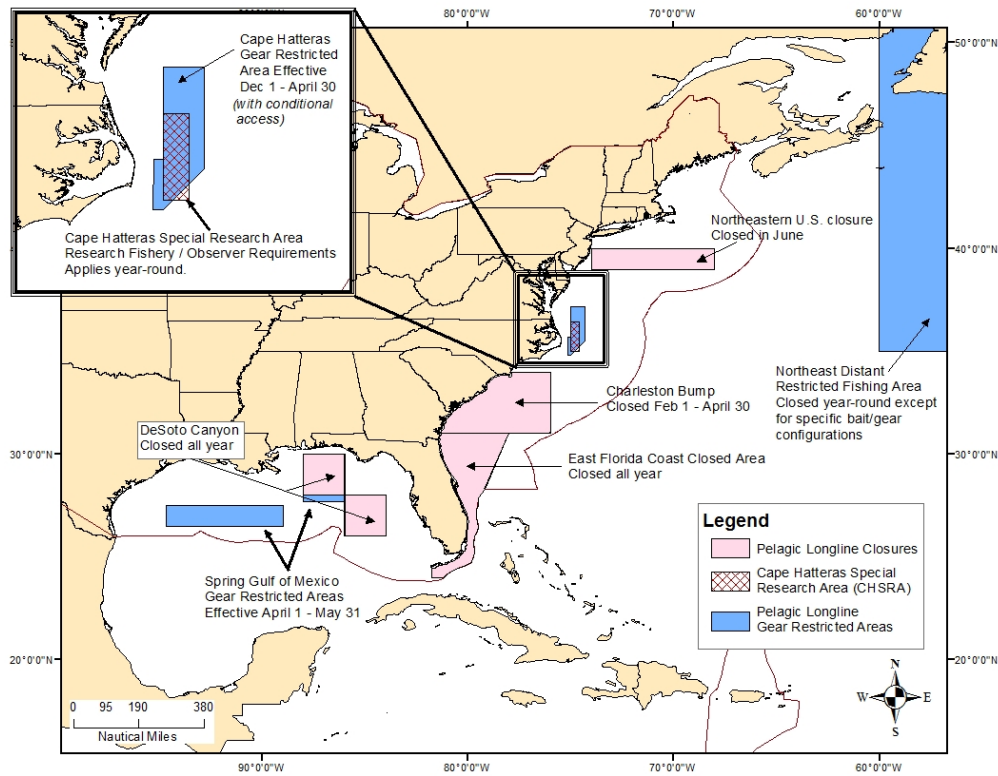 80°0'0"W
70°0'0"W
60°0'0"W
Cape Hatteras
Gear Restricted
Area Effective
Dec 1 - April 30
(with conditional
access)
Cape Hatteras Special Research Area
Research Fishery / Observer Requirements
Applies year-round.
50°0'0"N
Northeastern U.S. closure
Closed in June
40°0'0"N
Northeast Distant
Restricted Fishing Area
Closed year-round except
for specific bait/gear
configurations
Charleston Bump
Closed Feb 1 - April 30
DeSoto Canyon
Closed all year
30°0'0"N
30°0'0"N
East Florida Coast Closed Area
Closed all year
Spring Gulf of Mexico
Gear Restricted Areas
Effective April 1 - May 31
Legend
Pelagic Longline Closures
Cape Hatteras Special
Research Area (CHSRA)
Pelagic Longline
Gear Restricted Areas
20°0'0"N
20°0'0"N
N
W
E
S
0 95 190 380
Nautical Miles
90°0'0"W
80°0'0"W
70°0'0"W
60°0'0"W